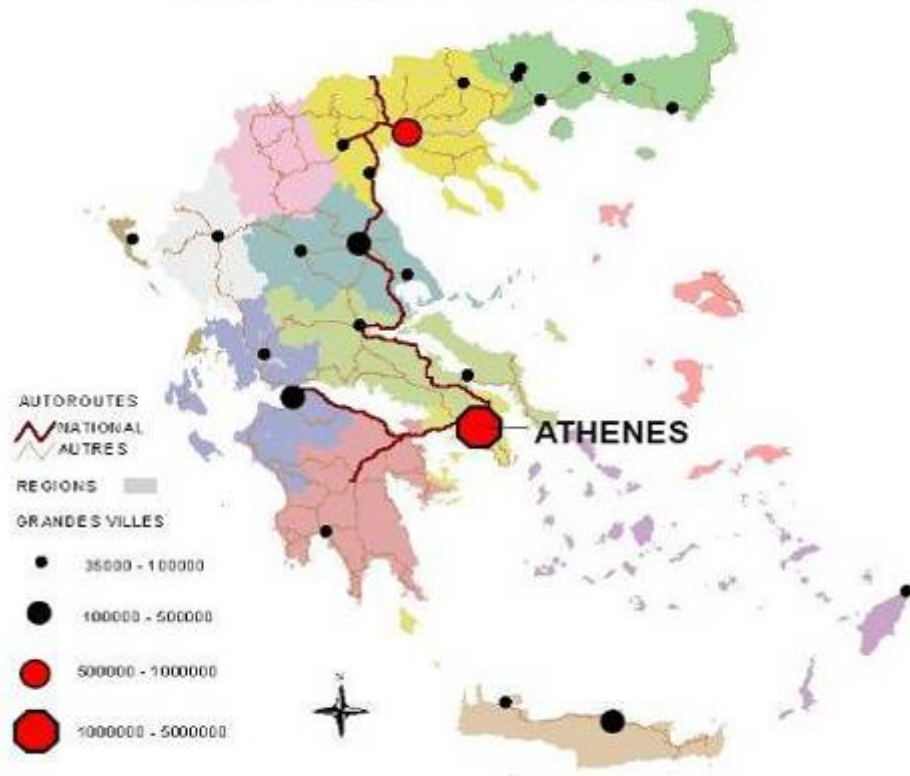 ATHENES
AUTOROUTES
NATIONAL
AUTRES
REGIONS
GRANDES VILLES
35000 - 100000
100000 - 500000
500000 - 1000000
1000000 - 5000000